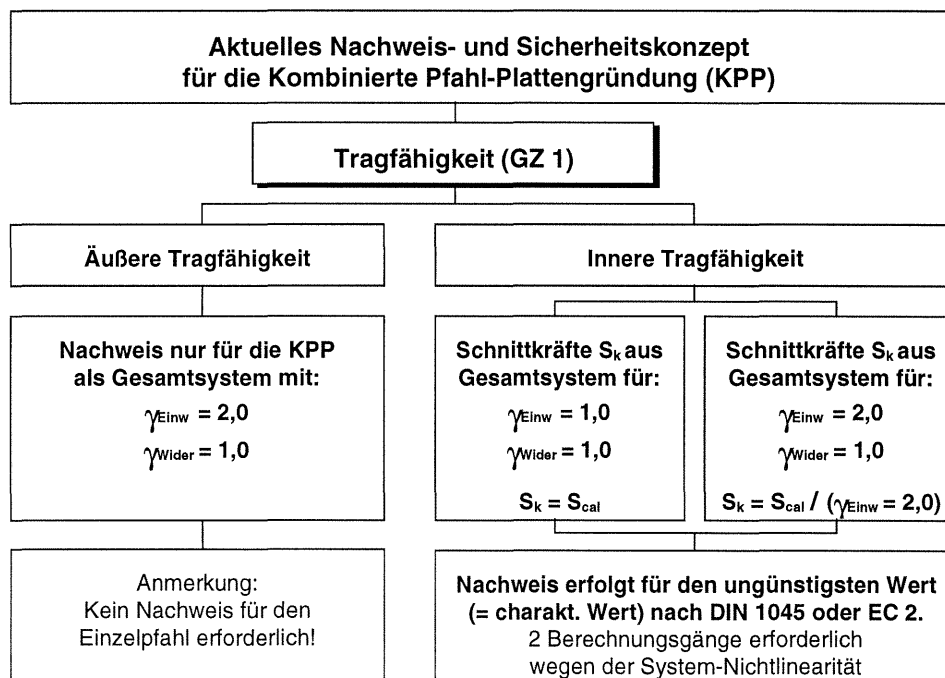 Aktuelles Nachweis- und Sicherheitskonzept
für die Kombinierte Pfahl-Plattengründung (KPP)
Tragfähigkeit (GZ 1)
Äußere Tragfähigkeit
Innere Tragfähigkeit
Nachweis nur für die KPP
als Gesamtsystem mit:
γEinw = 2,0
γWider = 1,0
Schnittkräfte Sk aus
Gesamtsystem für:
γEinw = 1,0
γWider = 1,0
Sk = Scal
Schnittkräfte Sk aus
Gesamtsystem für:
γEinw = 2,0
γWider = 1,0
Sk = Scal / (γEinw = 2,0)
Anmerkung:
Kein Nachweis für den
Einzelpfahl erforderlich!
Nachweis erfolgt für den ungünstigsten Wert
(= charakt. Wert) nach DIN 1045 oder EC 2.
2 Berechnungsgänge erforderlich
wegen der System-Nichtlinearität